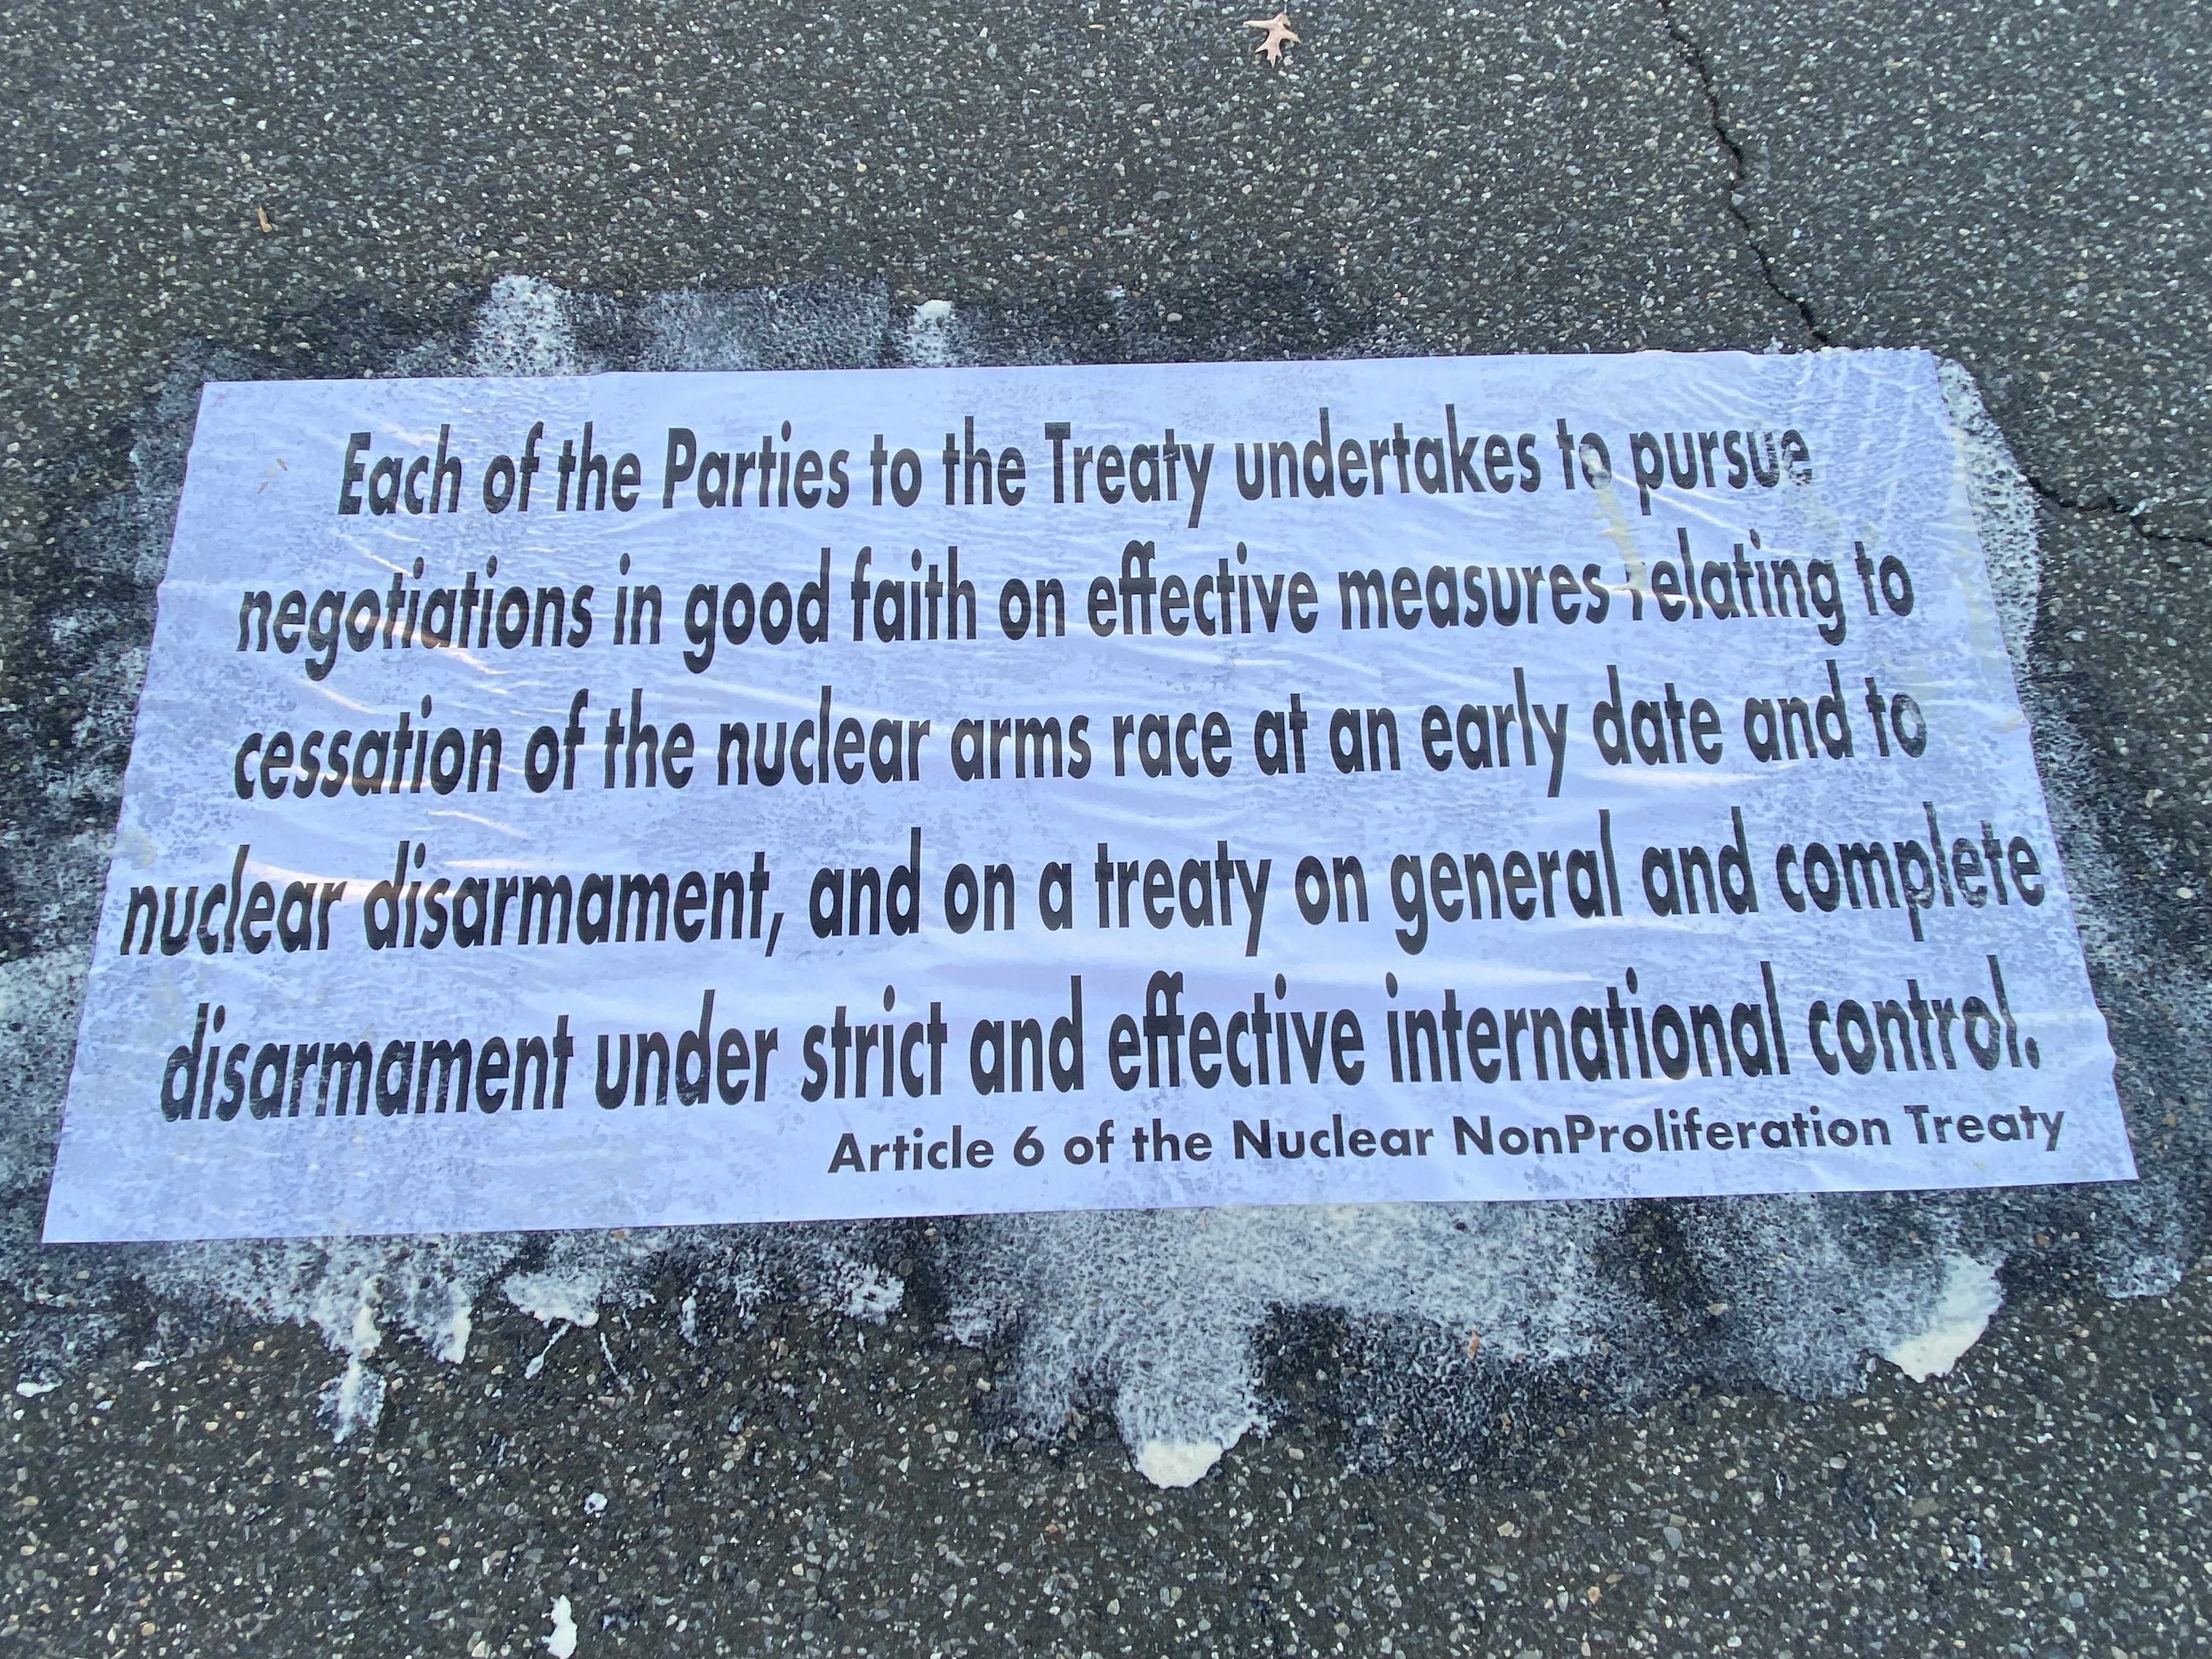 Each of the Parties to the Treaty undertakes to pursue
negotiations in good faith on effective measures relating to
cessation of the nuclear arms race at an early date and to
nuclear disarmament, and on a treaty on general and complete
disarmament under strict and effective international control.
Article 6 of the Nuclear NonProliferation Treaty